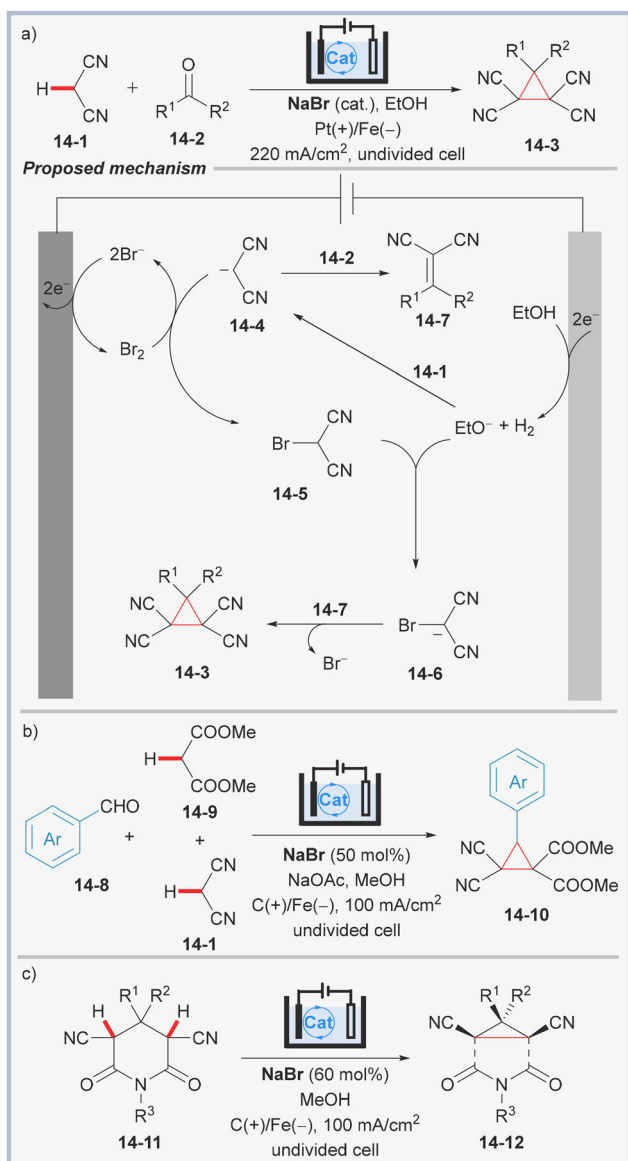 a)
CN
H
CN
14-1
+
O
R1 R2
14-2
Cat
NaBr (cat.), EtOH
Pt(+)/Fe(−)
220 mA/cm2, undivided cell
R1 R2
NC CN
NC CN
14-3
Proposed mechanism
2e−
2Br−
Br2
CN
−
CN
14-4
14-2
NC CN
R1 R2
14-7
EtOH
2e−
14-1
EtO− + H2
CN
Br
CN
14-5
CN
Br
−
CN
14-6
14-7
Br−
R1 R2
NC CN
NC CN
14-3
b)
CHO
Ar
14-8
+
COOMe
H
COOMe
14-9
+
CN
H
CN
14-1
Cat
NaBr (50 mol%)
NaOAc, MeOH
C(+)/Fe(−), 100 mA/cm2
undivided cell
Ar
NC COOMe
NC COOMe
14-10
c)
H R1 R2 H
NC CN
O N O
R3
14-11
Cat
NaBr (60 mol%)
MeOH
C(+)/Fe(−), 100 mA/cm2
undivided cell
R1 R2
NC CN
O N O
R3
14-12